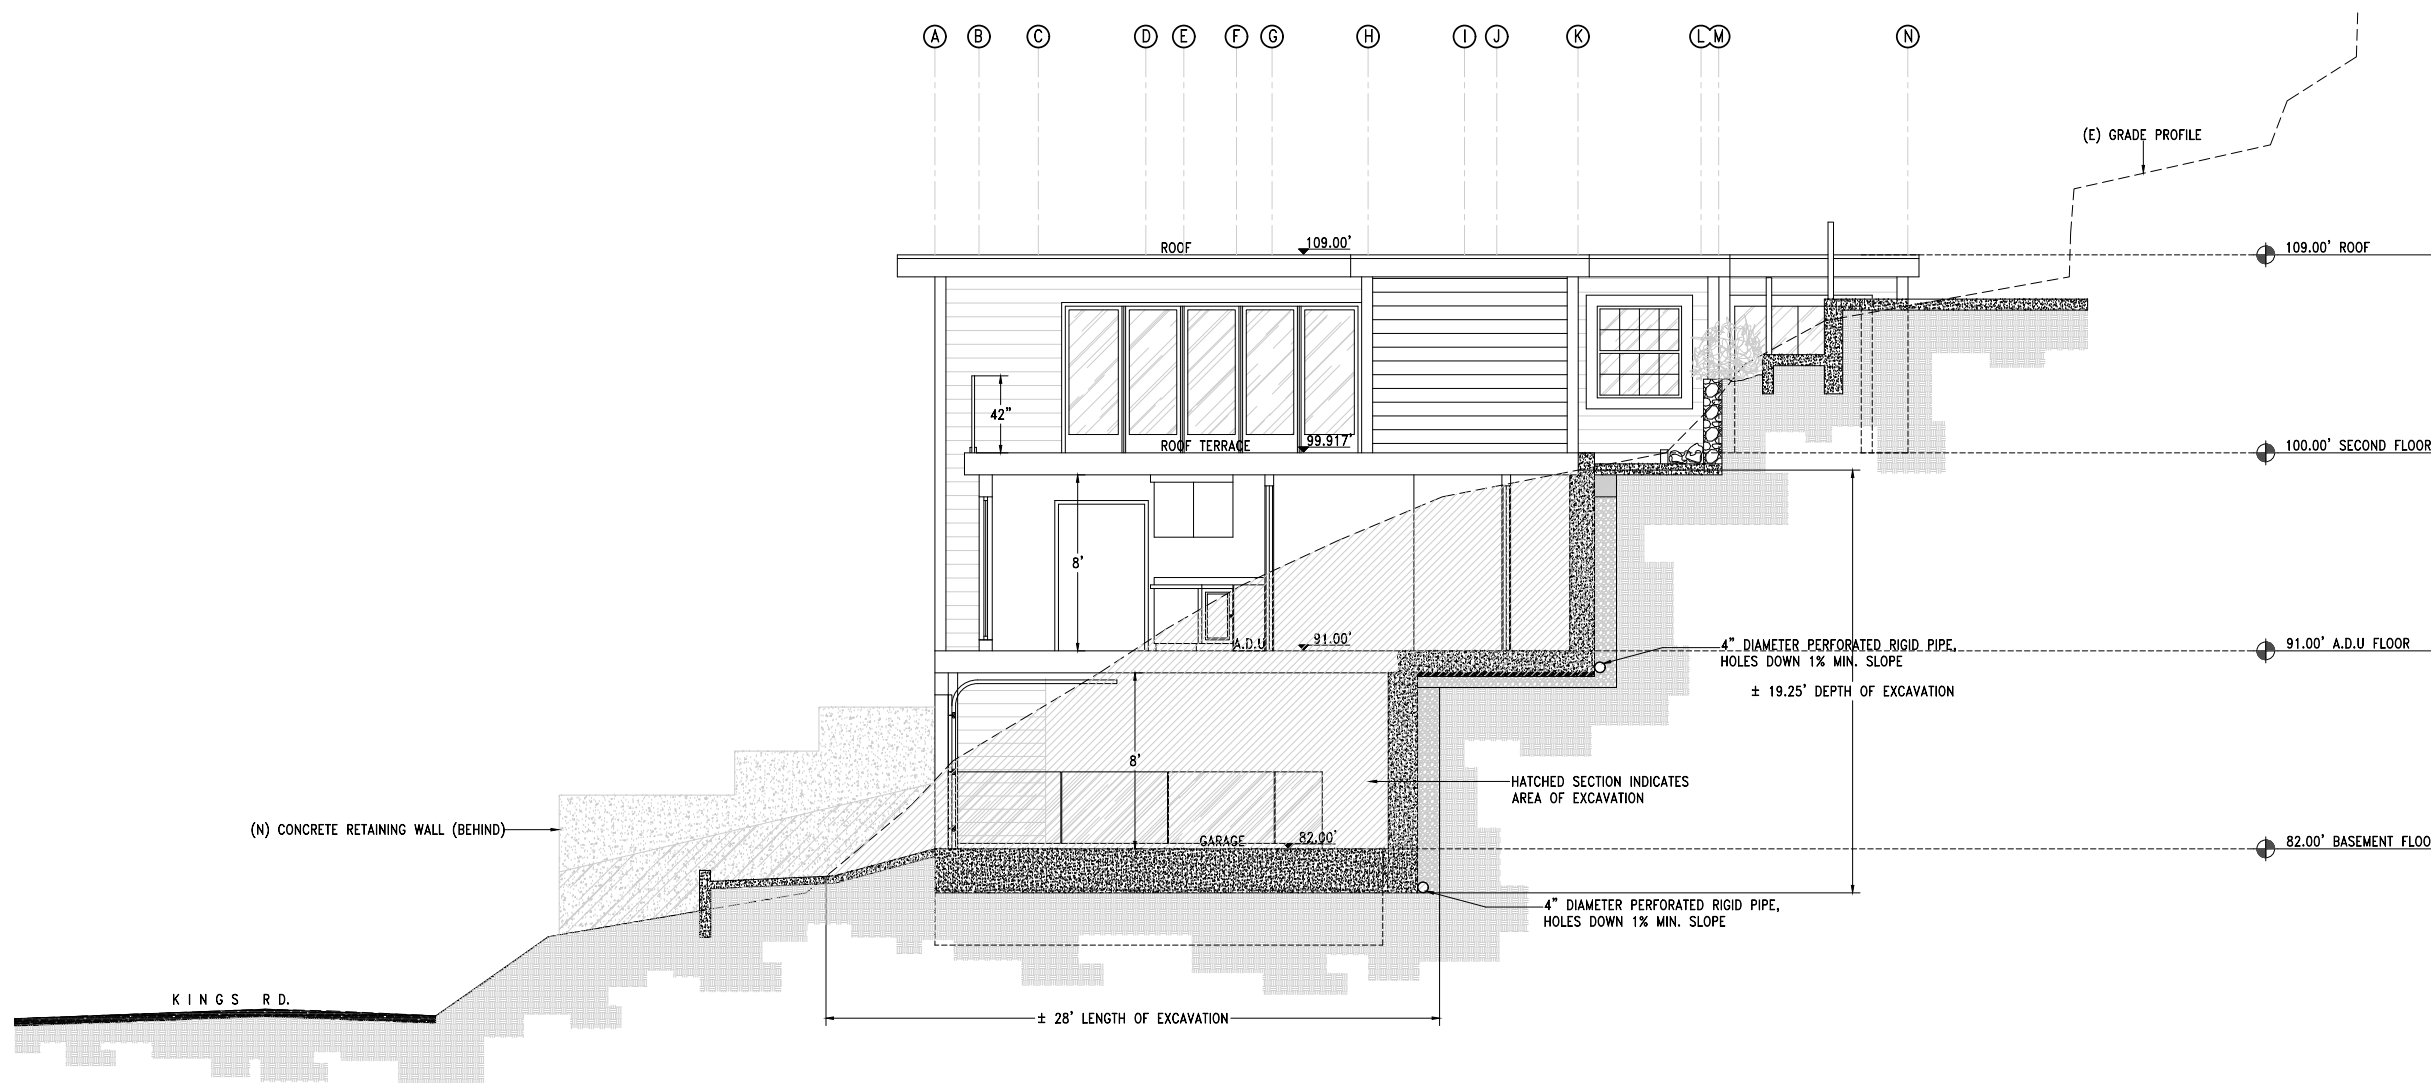 A B C D E F G H I J K L M N
(E) GRADE PROFILE
ROOF 109.00'
109.00' ROOF
42"
ROOF TERRACE 99.917'
100.00' SECOND FLOOR
8'
A.D.U 91.00'
4" DIAMETER PERFORATED RIGID PIPE,
HOLES DOWN 1% MIN. SLOPE
91.00' A.D.U FLOOR
± 19.25' DEPTH OF EXCAVATION
8'
HATCHED SECTION INDICATES
AREA OF EXCAVATION
(N) CONCRETE RETAINING WALL (BEHIND)
GARAGE 82.00'
82.00' BASEMENT FLOO
4" DIAMETER PERFORATED RIGID PIPE,
HOLES DOWN 1% MIN. SLOPE
KINGS RD.
± 28' LENGTH OF EXCAVATION